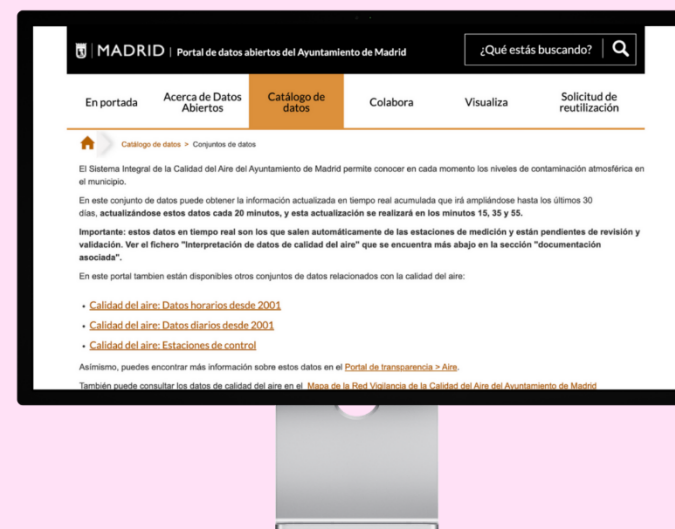 MADRID | Portal de datos abiertos del Ayuntamiento de Madrid
¿Qué estás buscando?
En portada
Acerca de Datos
Abiertos
Catálogo de
datos
Colabora
Visualiza
Solicitud de
reutilización
Catálogo de datos > Conjuntos de datos
El Sistema Integral de la Calidad del Aire del Ayuntamiento de Madrid permite conocer en cada momento los niveles de contaminación atmosférica en
el municipio.
En este conjunto de datos puede obtener la información actualizada en tiempo real acumulada que irá ampliándose hasta los últimos 30
días, actualizándose estos datos cada 20 minutos, y esta actualización se realizará en los minutos 15, 35 y 55.
Importante: estos datos en tiempo real son los que salen automáticamente de las estaciones de medición y están pendientes de revisión y
validación. Ver el fichero "Interpretación de datos de calidad del aire" que se encuentra más abajo en la sección "documentación
asociada".
En este portal tambien están disponibles otros conjuntos de datos relacionados con la calidad del aire:
• Calidad del aire: Datos horarios desde 2001
• Calidad del aire: Datos diarios desde 2001
• Calidad del aire: Estaciones de control
Asímismo, puedes encontrar más información sobre estos datos en el Portal de transparencia > Aire.
También puede consultar los datos de calidad del aire en el Mapa de la Red Vigilancia de la Calidad del Aire del Ayuntamiento de Madrid